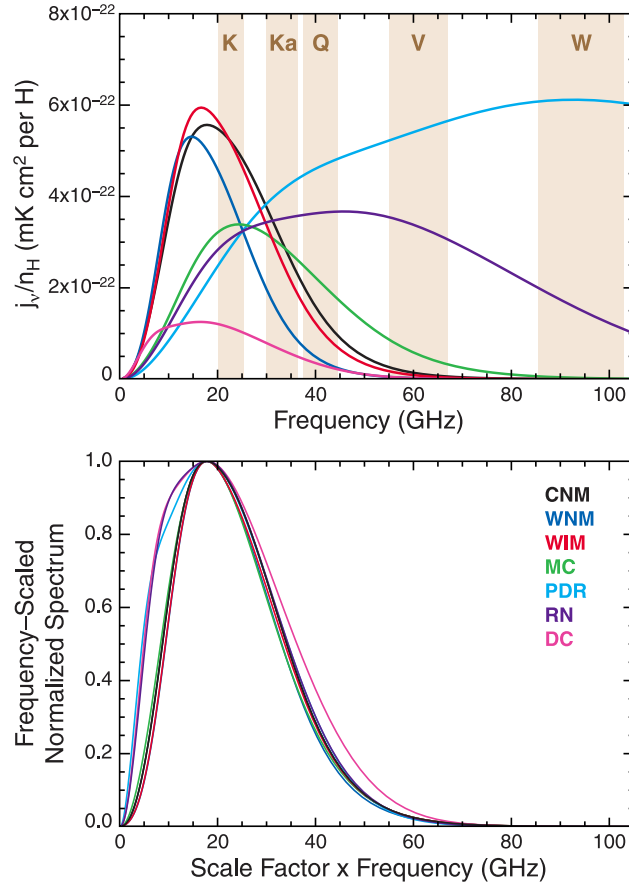 8x10⁻²²
6x10⁻²²
4x10⁻²²
2x10⁻²²
0
jν/nH (mK cm² per H)
K Ka Q V W
0 20 40 60 80 100
Frequency (GHz)
1.0
0.8
0.6
0.4
0.2
0.0
Frequency–Scaled
Normalized Spectrum
CNM
WNM
WIM
MC
PDR
RN
DC
0 20 40 60 80 100
Scale Factor x Frequency (GHz)